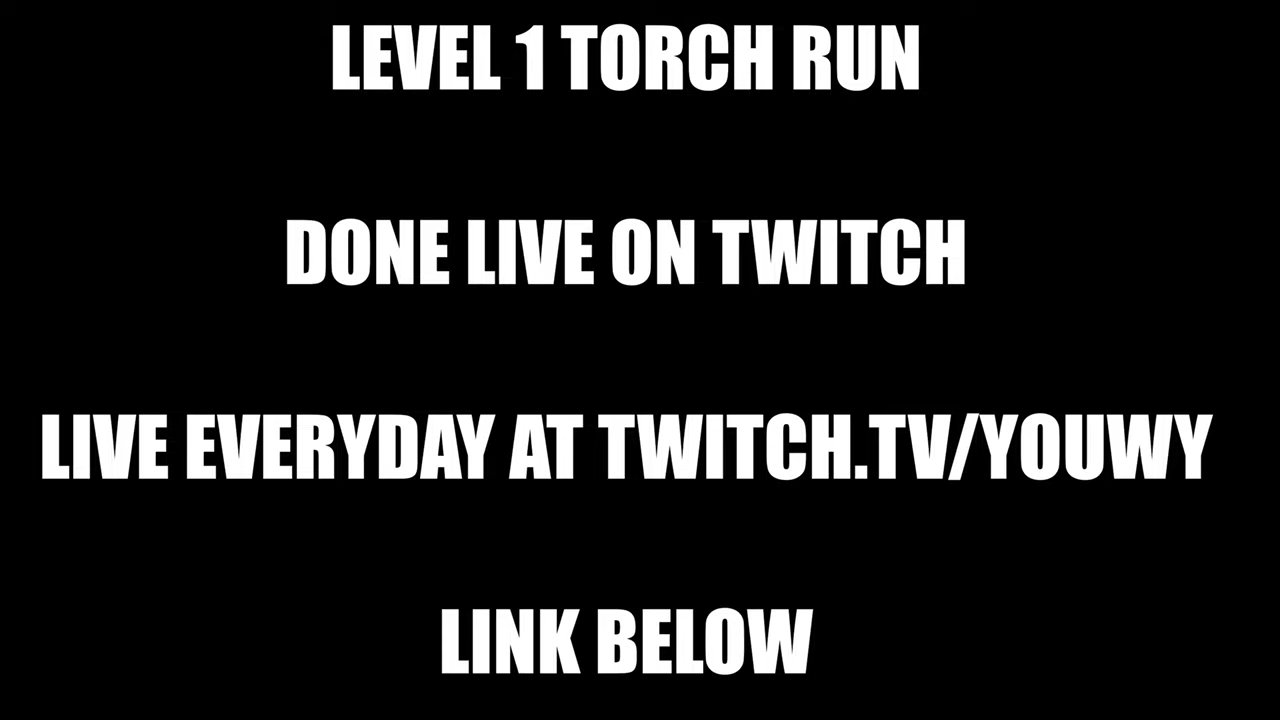 LEVEL 1 TORCH RUN
DONE LIVE ON TWITCH
LIVE EVERYDAY AT TWITCH.TV/YOUWY
LINK BELOW